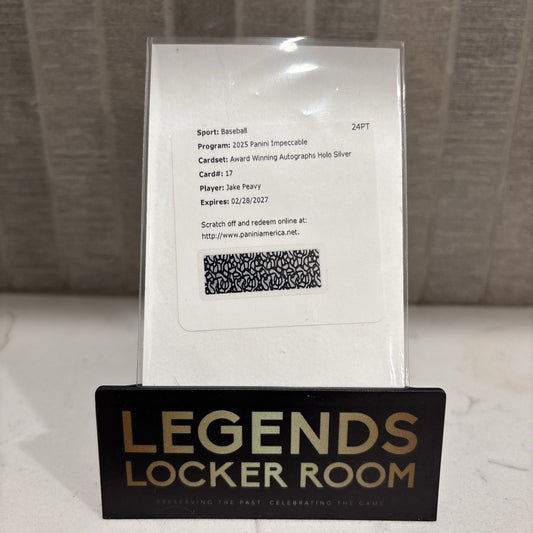 24PT
Sport: Baseball
Program: 2025 Panini Impeccable
Cardset: Award Winning Autographs Holo Silver
Card#: 17
Player: Jake Peavy
Expires: 02/28/2027
Scratch off and redeem online at:
http://www.paniniamerica.net.
LEGENDS
LOCKER ROOM
PRESERVING THE PAST. CELEBRATING THE GAME